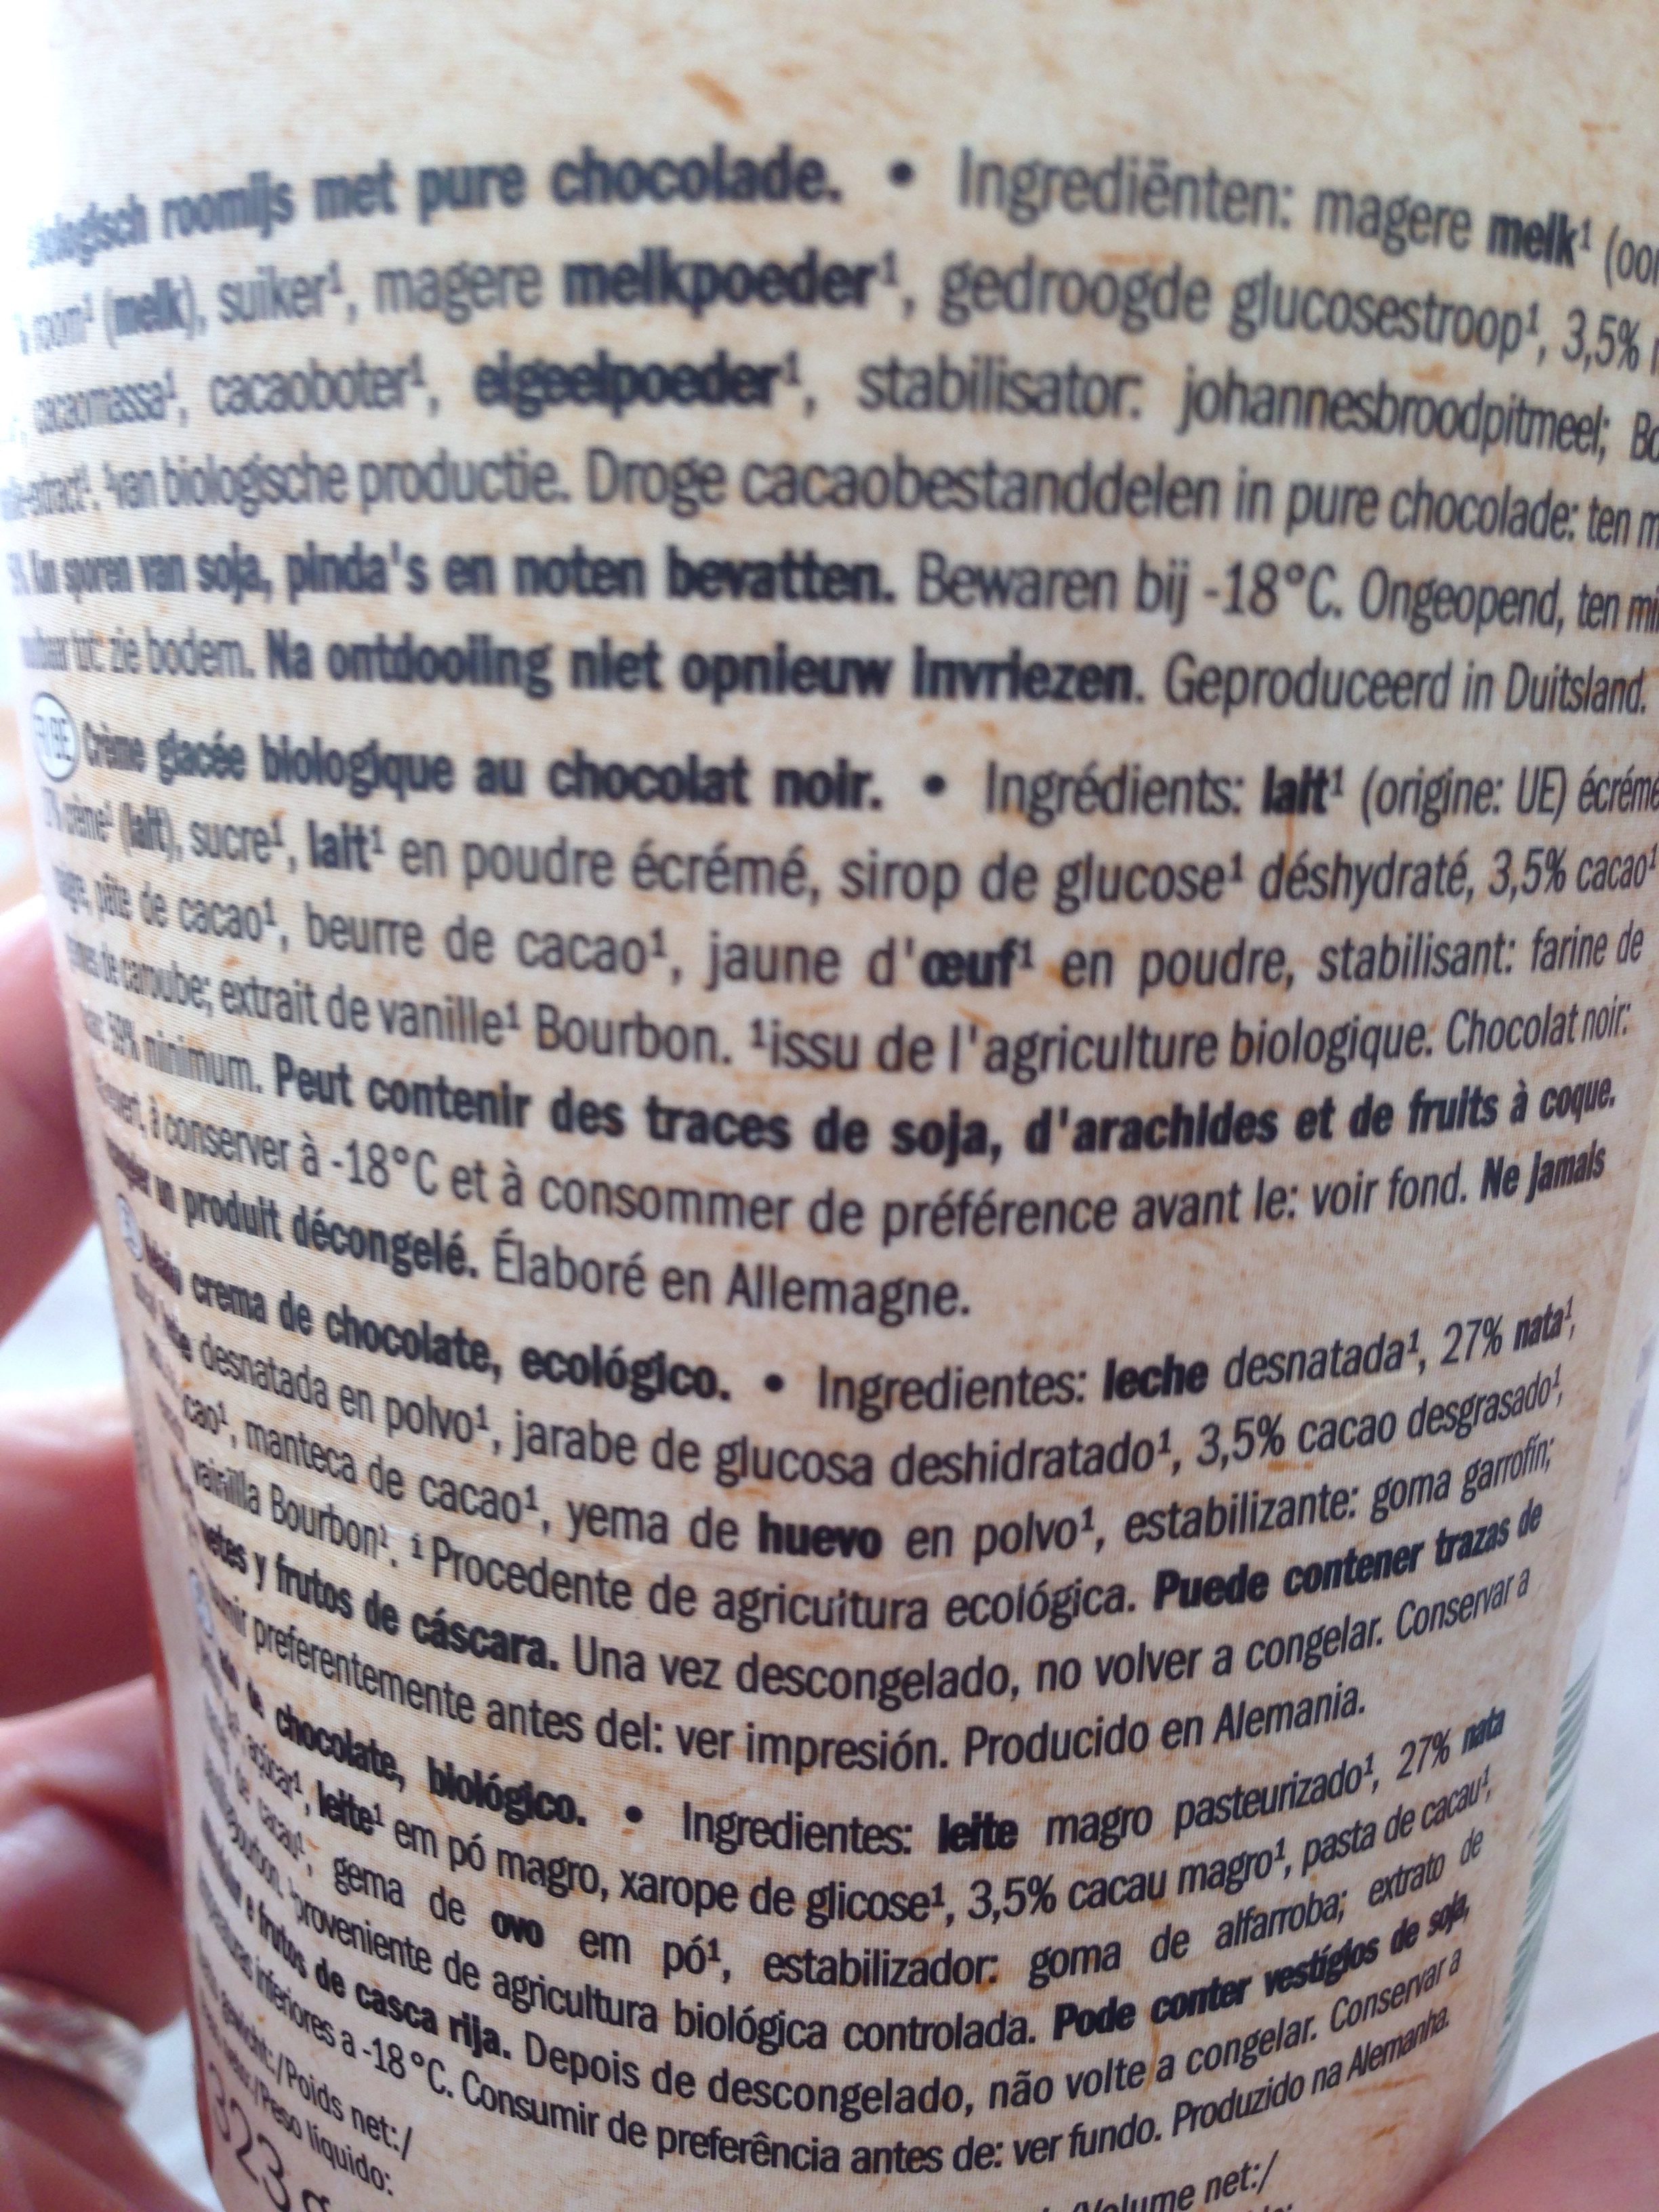 roomijs met pure chocolade. • Ingrediënten: magere melk¹
room¹ (melk), suiker¹, magere melkpoeder¹, gedroogde glucosestroop¹, 3,5%
cacaomassa¹, cacaoboter¹, eigeelpoeder¹, stabilisator: johannesbroodpitmeel;
¹van biologische productie. Droge cacaobestanddelen in pure chocolade: ten
Kan sporen van soja, pinda's en noten bevatten. Bewaren bij -18°C. Ongeopend, ten
zie bodem. Na ontdooiing niet opnieuw invriezen. Geproduceerd in Duitsland.
FR/BE Crème glacée biologique au chocolat noir. • Ingrédients: lait¹ (origine: UE)
crème¹ (lait), sucre¹, lait¹ en poudre écrémé, sirop de glucose¹ déshydraté, 3,5% cacao¹
pâte de cacao¹, beurre de cacao¹, jaune d'œuf¹ en poudre, stabilisant: farine de
de caroube; extrait de vanille¹ Bourbon. ¹issu de l'agriculture biologique. Chocolat noir:
59% minimum. Peut contenir des traces de soja, d'arachides et de fruits à coque.
à conserver à -18°C et à consommer de préférence avant le: voir fond. Ne jamais
un produit décongelé. Élaboré en Allemagne.
crema de chocolate, ecológico. • Ingredientes: leche desnatada¹, 27% nata¹,
desnatada en polvo¹, jarabe de glucosa deshidratado¹, 3,5% cacao desgrasado¹,
manteca de cacao¹, yema de huevo en polvo¹, estabilizante: goma garrofín;
vainilla Bourbon¹. ¹ Procedente de agricultura ecológica. Puede contener trazas de
y frutos de cáscara. Una vez descongelado, no volver a congelar. Conservar a
preferentemente antes del: ver impresión. Producido en Alemania.
de chocolate, biológico. • Ingredientes: leite magro pasteurizado¹, 27% nata
açúcar¹, leite¹ em pó magro, xarope de glicose¹, 3,5% cacau magro¹, pasta de cacau¹,
de cacau¹, gema de ovo em pó¹, estabilizador: goma de alfarroba; extrato de
¹proveniente de agricultura biológica controlada. Pode conter vestígios de soja,
e frutos de casca rija. Depois de descongelado, não volte a congelar. Conservar a
inferiores a -18°C. Consumir de preferência antes de: ver fundo. Produzido na Alemanha.
/Poids net:/
/Peso líquido:
323 g
/Volume net:/